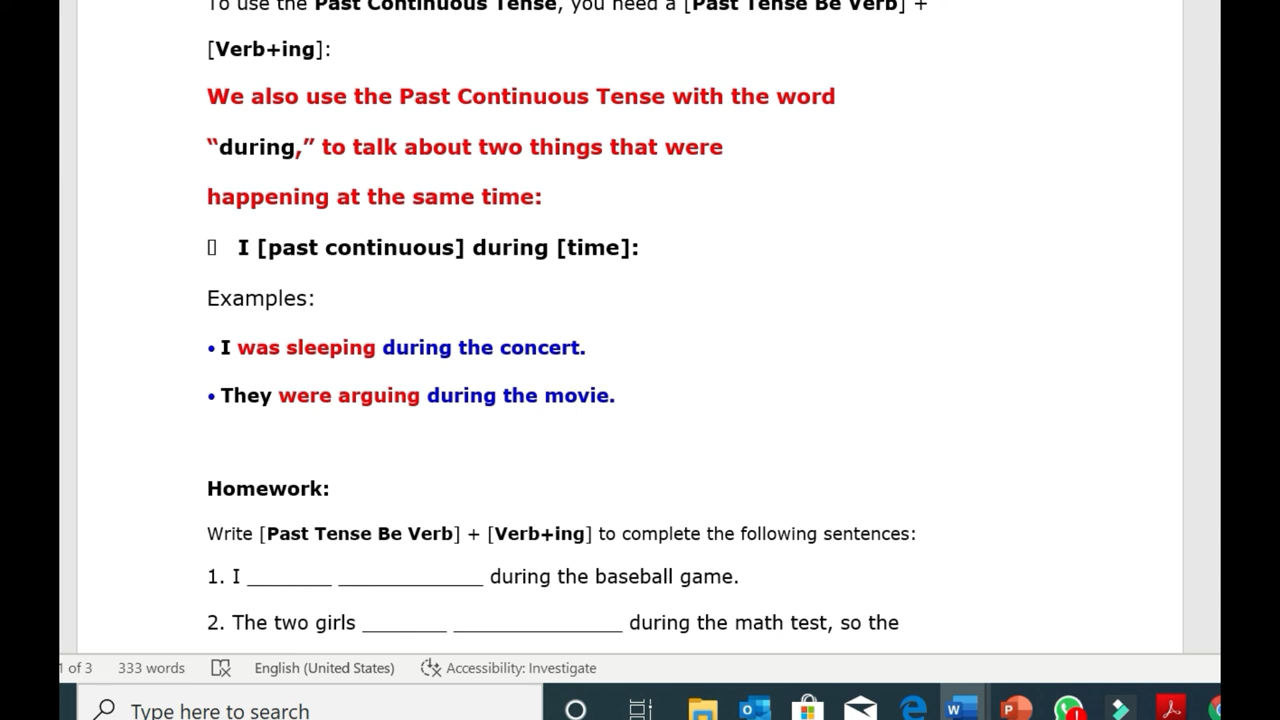 To use the Past Continuous Tense, you need a [Past Tense Be Verb] +
[Verb+ing]:
We also use the Past Continuous Tense with the word
“during,” to talk about two things that were
happening at the same time:
I [past continuous] during [time]:
Examples:
• I was sleeping during the concert.
• They were arguing during the movie.
Homework:
Write [Past Tense Be Verb] + [Verb+ing] to complete the following sentences:
1. I _______ ____________ during the baseball game.
2. The two girls _______ ______________ during the math test, so the
1 of 3 333 words English (United States) Accessibility: Investigate
Type here to search